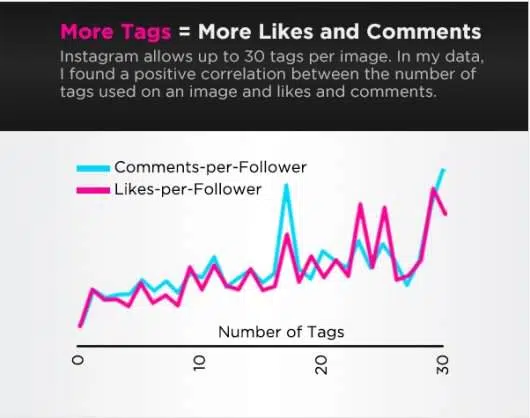 More Tags = More Likes and Comments
Instagram allows up to 30 tags per image. In my data,
I found a positive correlation between the number of
tags used on an image and likes and comments.
Comments-per-Follower
Likes-per-Follower
Number of Tags
0
10
20
30